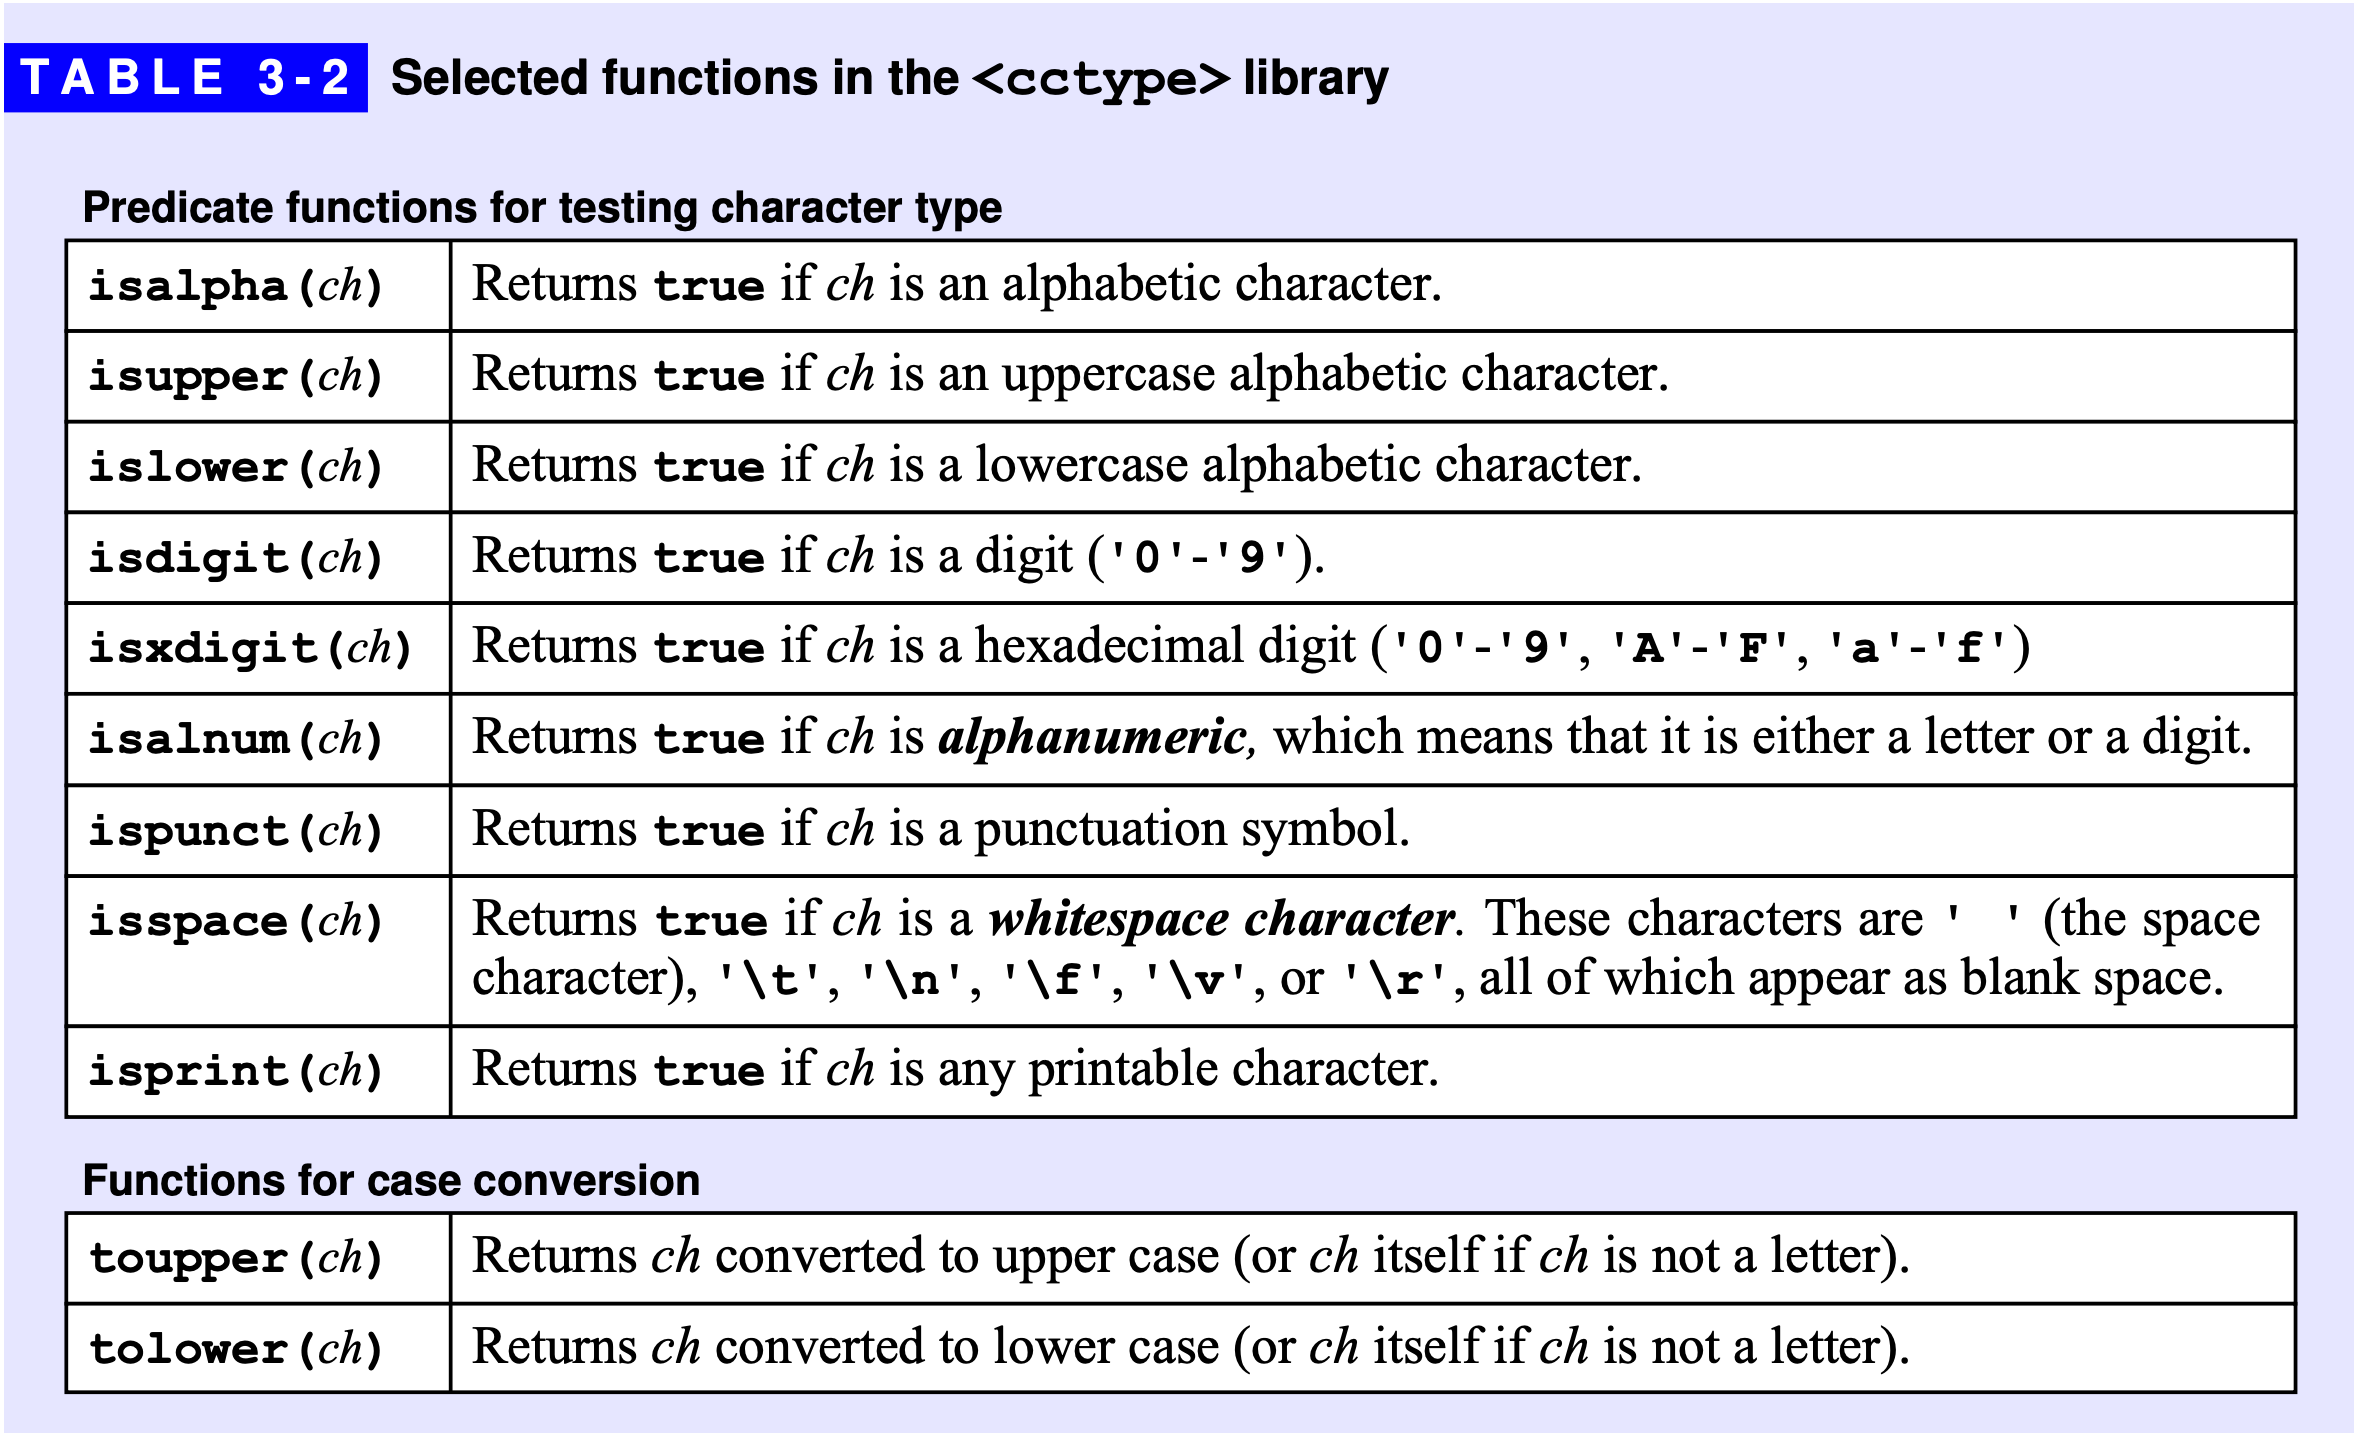 TABLE 3-2 Selected functions in the <cctype> library
Predicate functions for testing character type
isalpha(ch) Returns true if ch is an alphabetic character.
isupper(ch) Returns true if ch is an uppercase alphabetic character.
islower(ch) Returns true if ch is a lowercase alphabetic character.
isdigit(ch) Returns true if ch is a digit ('0'-'9').
isxdigit(ch) Returns true if ch is a hexadecimal digit ('0'-'9', 'A'-'F', 'a'-'f')
isalnum(ch) Returns true if ch is alphanumeric, which means that it is either a letter or a digit.
ispunct(ch) Returns true if ch is a punctuation symbol.
isspace(ch) Returns true if ch is a whitespace character. These characters are ' ' (the space
character), '\t', '\n', '\f', '\v', or '\r', all of which appear as blank space.
isprint(ch) Returns true if ch is any printable character.
Functions for case conversion
toupper(ch) Returns ch converted to upper case (or ch itself if ch is not a letter).
tolower(ch) Returns ch converted to lower case (or ch itself if ch is not a letter).